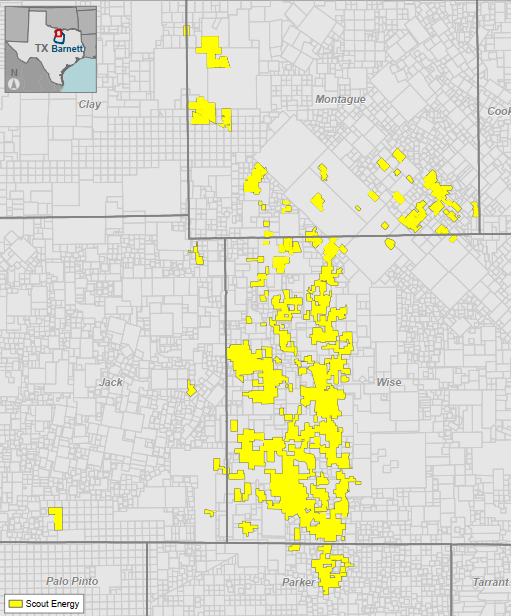 TX Barnett
N
Clay
Montague
Cook
Jack
Wise
Palo Pinto
Parker
Tarrant
Scout Energy